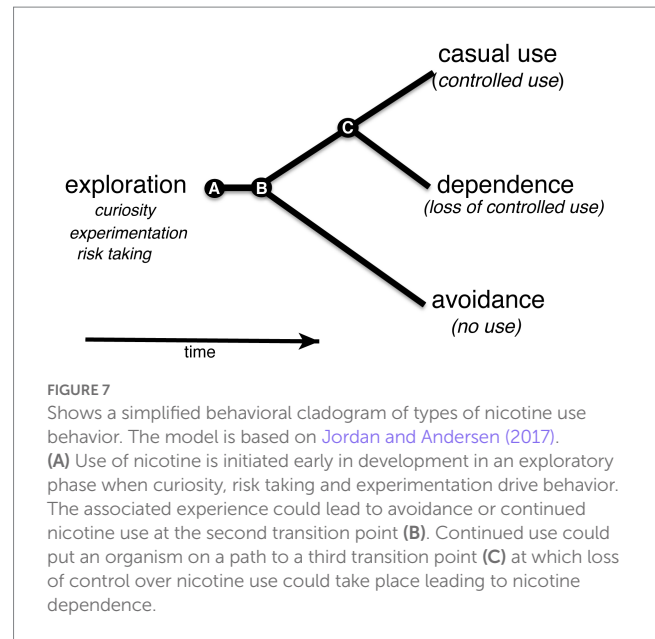 casual use
(controlled use)
C
exploration
A
B
dependence
curiosity
(loss of controlled use)
experimentation
risk taking
avoidance
(no use)
time
FIGURE 7
Shows a simplified behavioral cladogram of types of nicotine use
behavior. The model is based on Jordan and Andersen (2017).
(A) Use of nicotine is initiated early in development in an exploratory
phase when curiosity, risk taking and experimentation drive behavior.
The associated experience could lead to avoidance or continued
nicotine use at the second transition point (B). Continued use could
put an organism on a path to a third transition point (C) at which loss
of control over nicotine use could take place leading to nicotine
dependence.